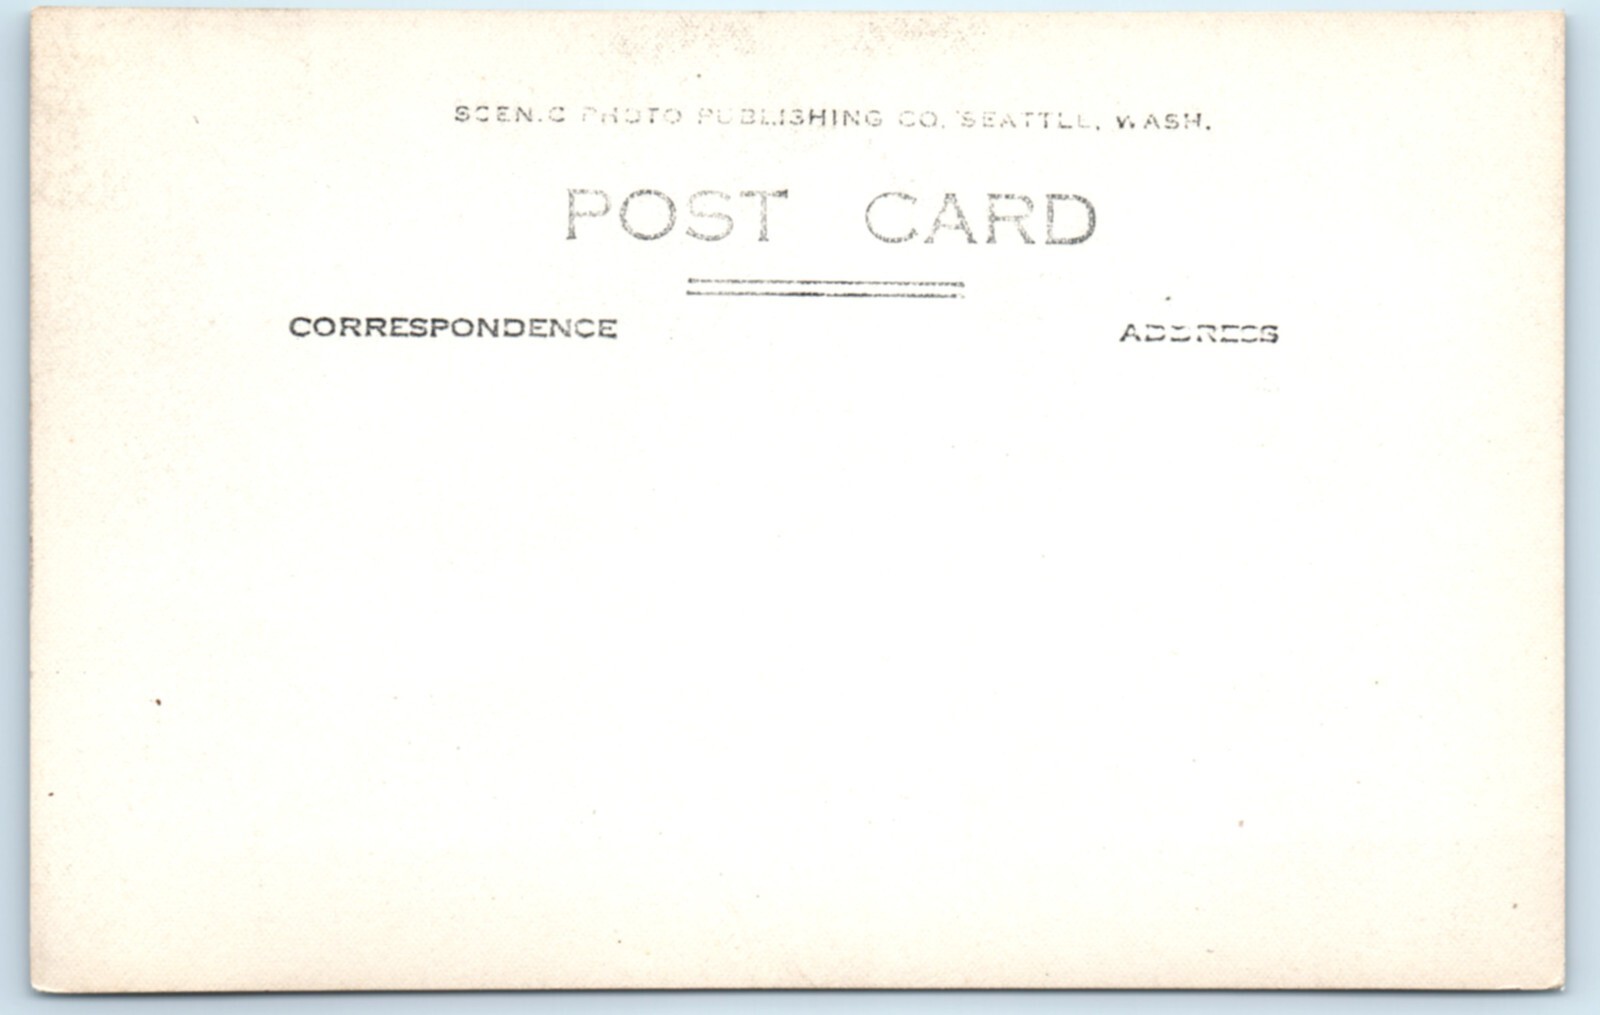 SCENIC PHOTO PUBLISHING CO. SEATTLE, WASH.
POST CARD
CORRESPONDENCE ADDRESS